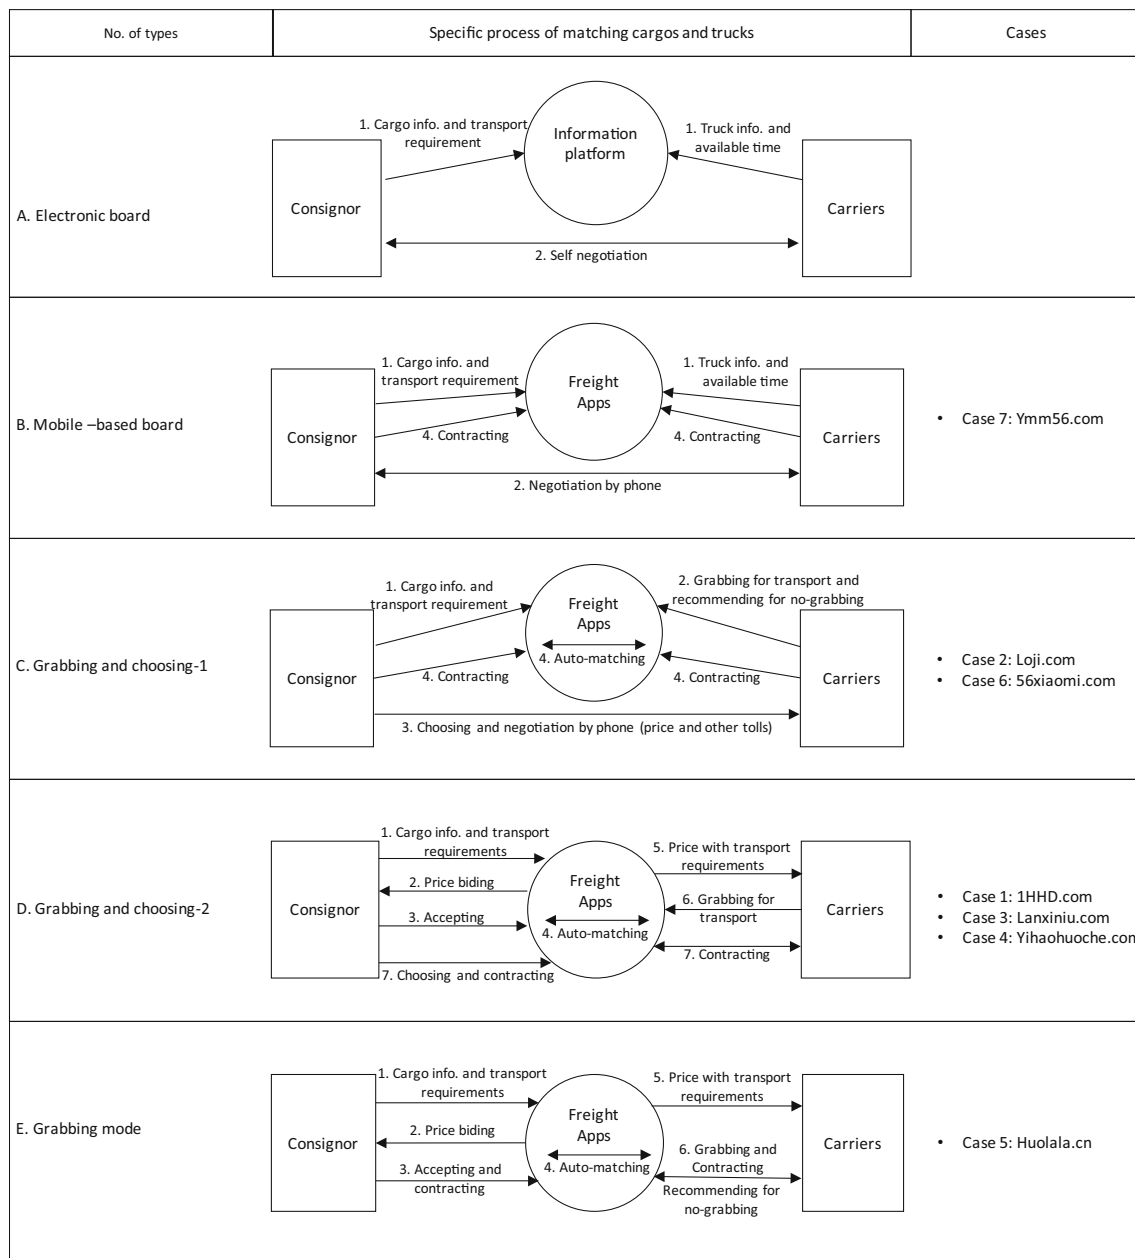 No. of types
Specific process of matching cargos and trucks
Cases
A. Electronic board
Consignor
1. Cargo info. and transport
requirement
Information
platform
1. Truck info. and
available time
Carriers
2. Self negotiation
B. Mobile –based board
Consignor
1. Cargo info. and
transport requirement
4. Contracting
Freight
Apps
1. Truck info. and
available time
4. Contracting
Carriers
2. Negotiation by phone
• Case 7: Ymm56.com
C. Grabbing and choosing-1
Consignor
1. Cargo info. and
transport requirement
4. Contracting
Freight
Apps
4. Auto-matching
2. Grabbing for transport and
recommending for no-grabbing
4. Contracting
Carriers
3. Choosing and negotiation by phone (price and other tolls)
• Case 2: Loji.com
• Case 6: 56xiaomi.com
D. Grabbing and choosing-2
Consignor
1. Cargo info. and transport
requirements
2. Price biding
3. Accepting
7. Choosing and contracting
Freight
Apps
4. Auto-matching
5. Price with transport
requirements
6. Grabbing for
transport
7. Contracting
Carriers
• Case 1: 1HHD.com
• Case 3: Lanxiniu.com
• Case 4: Yihaohuoche.com
E. Grabbing mode
Consignor
1. Cargo info. and transport
requirements
2. Price biding
3. Accepting and
contracting
Freight
Apps
4. Auto-matching
5. Price with transport
requirements
6. Grabbing and
Contracting
Recommending for
no-grabbing
Carriers
• Case 5: Huolala.cn